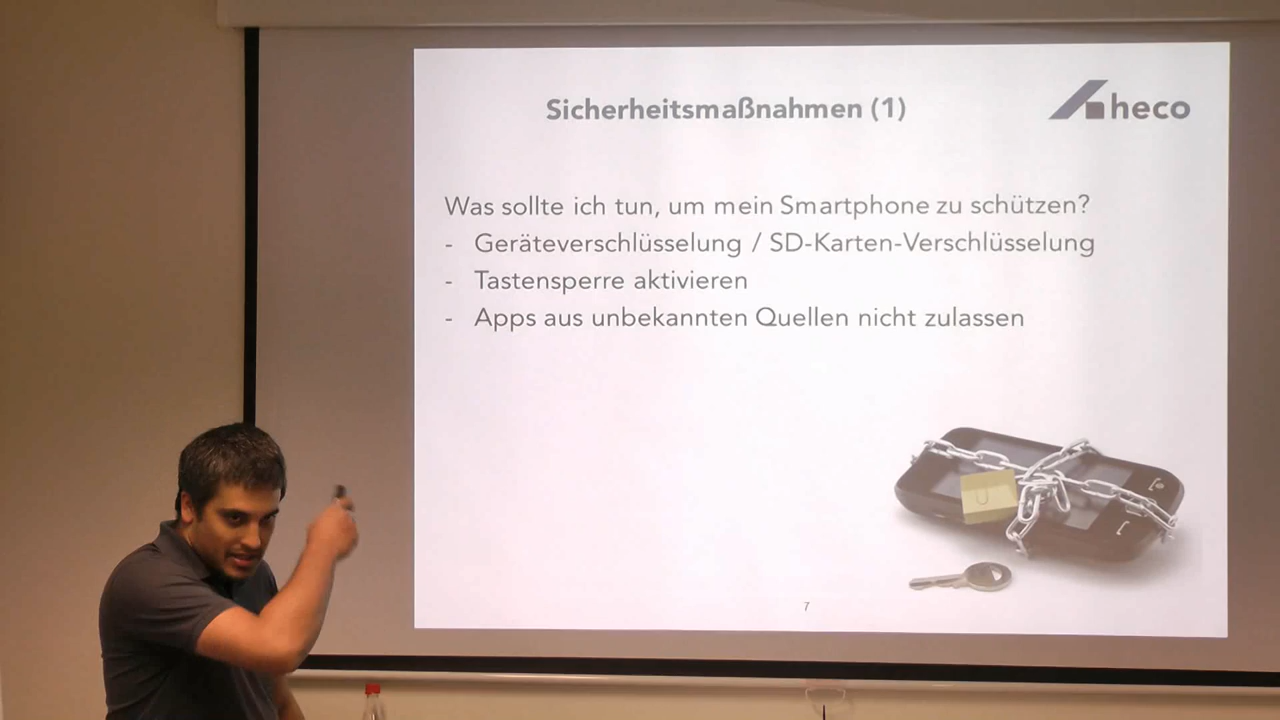 Sicherheitsmaßnahmen (1)
heco
Was sollte ich tun, um mein Smartphone zu schützen?
- Geräteverschlüsselung / SD-Karten-Verschlüsselung
- Tastensperre aktivieren
- Apps aus unbekannten Quellen nicht zulassen
7